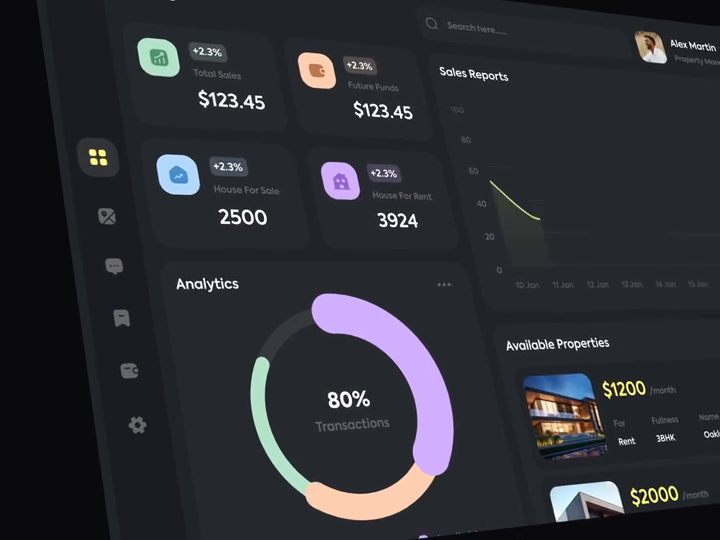 Search here.....
Alex Martin
Property
+2.3%
Total Sales
$123.45
+2.3%
Future Funds
$123.45
+2.3%
House For Sale
2500
+2.3%
House For Rent
3924
Sales Reports
100
80
60
40
20
0
10 Jan
11 Jan
12 Jan
13 Jan
14 Jan
15 Jan
Analytics
80%
Transactions
Available Properties
$1200 /month
For Fullness Name
Rent 3BHK
$2000 /month